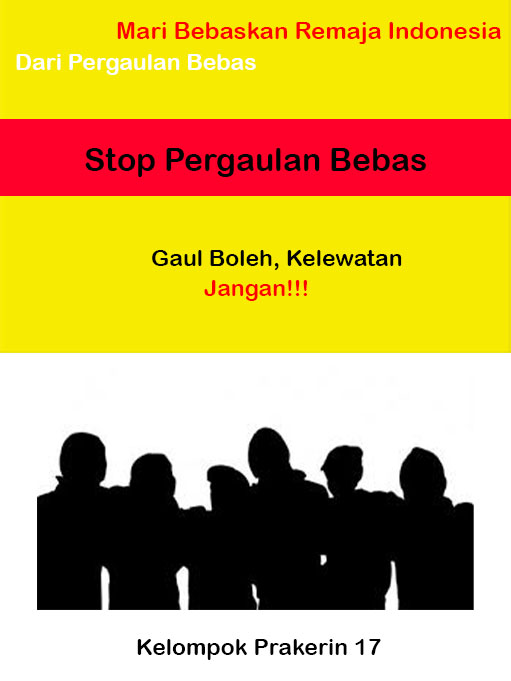 Mari Bebaskan Remaja Indonesia
Dari Pergaulan Bebas
Stop Pergaulan Bebas
Gaul Boleh, Kelewatan
Jangan!!!
Kelompok Prakerin 17